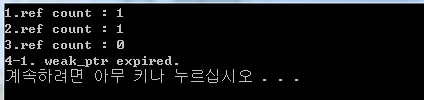 1.ref count : 1
2.ref count : 1
3.ref count : 0
4-1. weak_ptr expired.
계속하려면 아무 키나 누르십시오 . . .